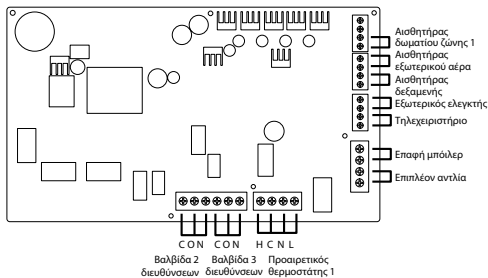 Αισθητήρας
δωματίου ζώνης 1
Αισθητήρας
εξωτερικού αέρα
Αισθητήρας
δεξαμενής
Εξωτερικός ελεγκτής
Τηλεχειριστήριο
Επαφή μπόιλερ
Επιπλέον αντλία
C O N C O N H C N L
Βαλβίδα 2 Βαλβίδα 3 Προαιρετικός
διευθύνσεων διευθύνσεων θερμοστάτης 1